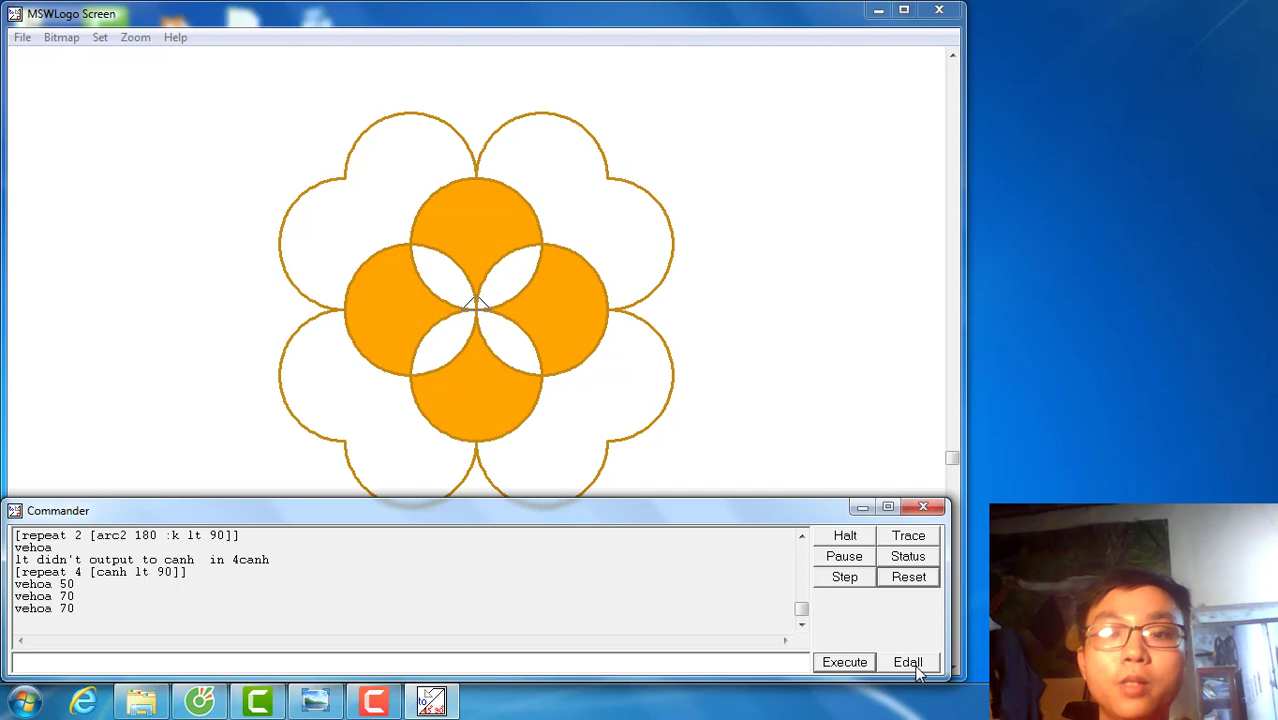 MSWLogo Screen
File Bitmap Set Zoom Help
Commander
[repeat 2 [arc2 180 :k lt 90]]
vehoa
lt didn't output to canh  in 4canh
[repeat 4 [canh lt 90]]
vehoa 50
vehoa 70
vehoa 70
Halt Trace
Pause Status
Step Reset
Execute Edall